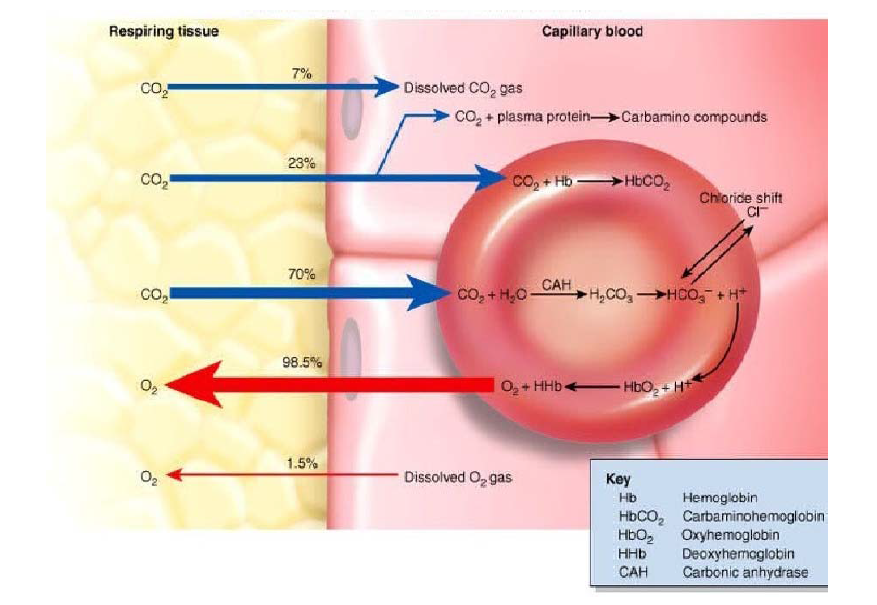 Respiring tissue
Capillary blood
7%
CO₂
Dissolved CO₂ gas
CO₂ + plasma protein → Carbamino compounds
23%
CO₂
CO₂ + Hb → HbCO₂
Chloride shift
Cl⁻
70%
CO₂
CO₂ + H₂O CAH → H₂CO₃ → HCO₃⁻ + H⁺
98.5%
O₂
O₂ + HHb ← HbO₂ + H⁺
1.5%
O₂
Dissolved O₂ gas
Key
Hb Hemoglobin
HbCO₂ Carbaminohemoglobin
HbO₂ Oxyhemoglobin
HHb Deoxyhemoglobin
CAH Carbonic anhydrase